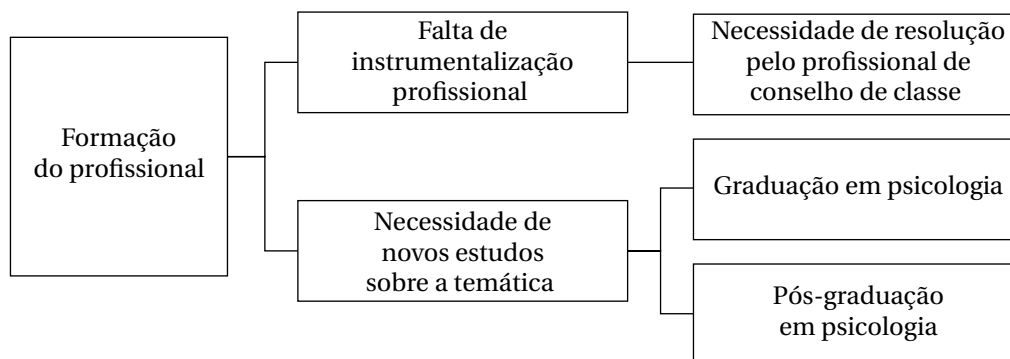 Formação
do profissional
Falta de
instrumentalização
profissional
Necessidade de resolução
pelo profissional de
conselho de classe
Necessidade de
novos estudos
sobre a temática
Graduação em psicologia
Pós-graduação
em psicologia